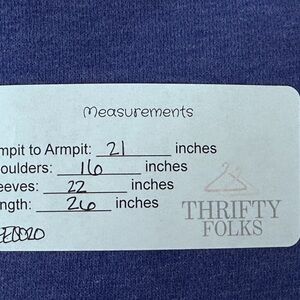 Measurements
mpit to Armpit: 21 inches
oulders: 16 inches
eeves: 22 inches
ngth: 26 inches
THRIFTY
FOLKS